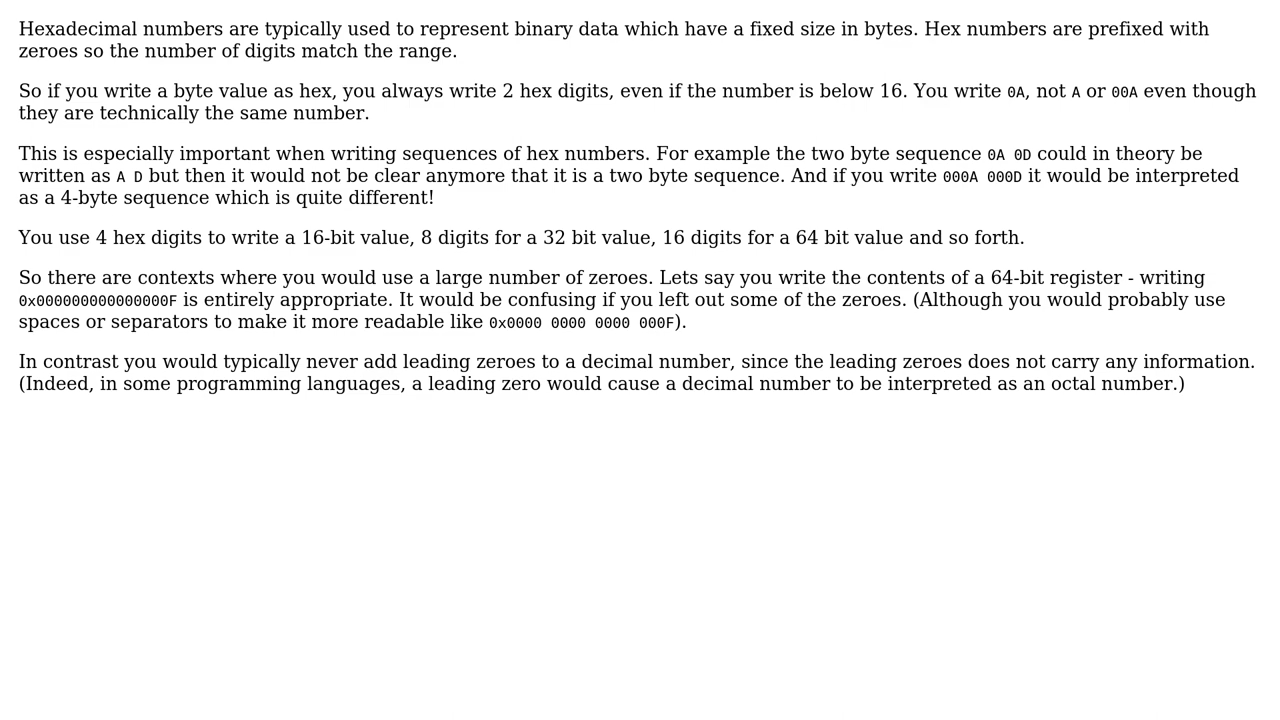 Hexadecimal numbers are typically used to represent binary data which have a fixed size in bytes. Hex numbers are prefixed with
zeroes so the number of digits match the range.
So if you write a byte value as hex, you always write 2 hex digits, even if the number is below 16. You write 0A, not A or 00A even though
they are technically the same number.
This is especially important when writing sequences of hex numbers. For example the two byte sequence 0A 0D could in theory be
written as A D but then it would not be clear anymore that it is a two byte sequence. And if you write 000A 000D it would be interpreted
as a 4-byte sequence which is quite different!
You use 4 hex digits to write a 16-bit value, 8 digits for a 32 bit value, 16 digits for a 64 bit value and so forth.
So there are contexts where you would use a large number of zeroes. Lets say you write the contents of a 64-bit register - writing
0x000000000000000F is entirely appropriate. It would be confusing if you left out some of the zeroes. (Although you would probably use
spaces or separators to make it more readable like 0x0000 0000 0000 000F).
In contrast you would typically never add leading zeroes to a decimal number, since the leading zeroes does not carry any information.
(Indeed, in some programming languages, a leading zero would cause a decimal number to be interpreted as an octal number.)